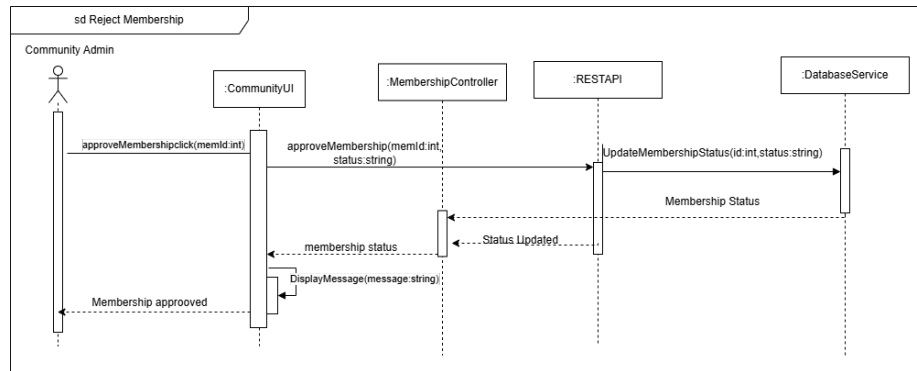 sd Reject Membership
Community Admin
:CommunityUI
:MembershipController
:RESTAPI
:DatabaseService
approveMembershipclick(memId:int)
approveMembership(memId:int,
status:string)
UpdateMembershipStatus(id:int,status:string)
Membership Status
Status Updated
membership status
DisplayMessage(message:string)
Membership approoved